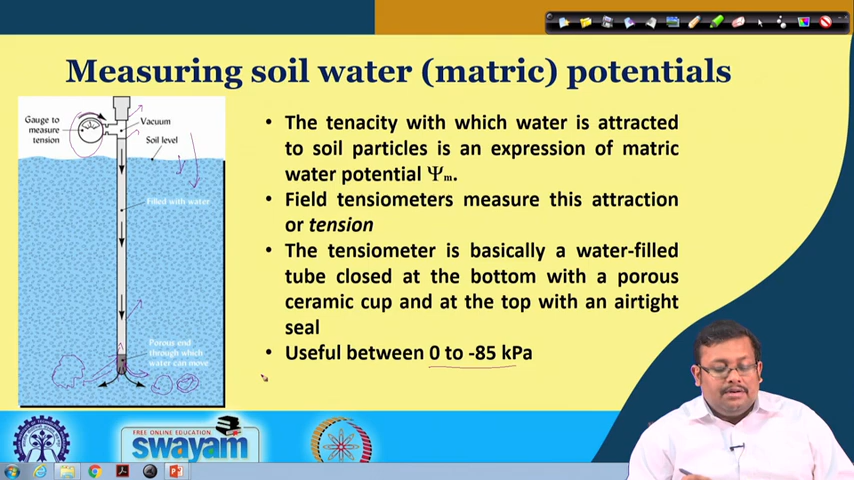 Measuring soil water (matric) potentials
Gauge to
measure
tension
Vacuum
Soil level
Filled with water
Porous end
through which
water can move
• The tenacity with which water is attracted
to soil particles is an expression of matric
water potential Ψm.
• Field tensiometers measure this attraction
or tension
• The tensiometer is basically a water-filled
tube closed at the bottom with a porous
ceramic cup and at the top with an airtight
seal
• Useful between 0 to -85 kPa
FREE ONLINE EDUCATION
swayam